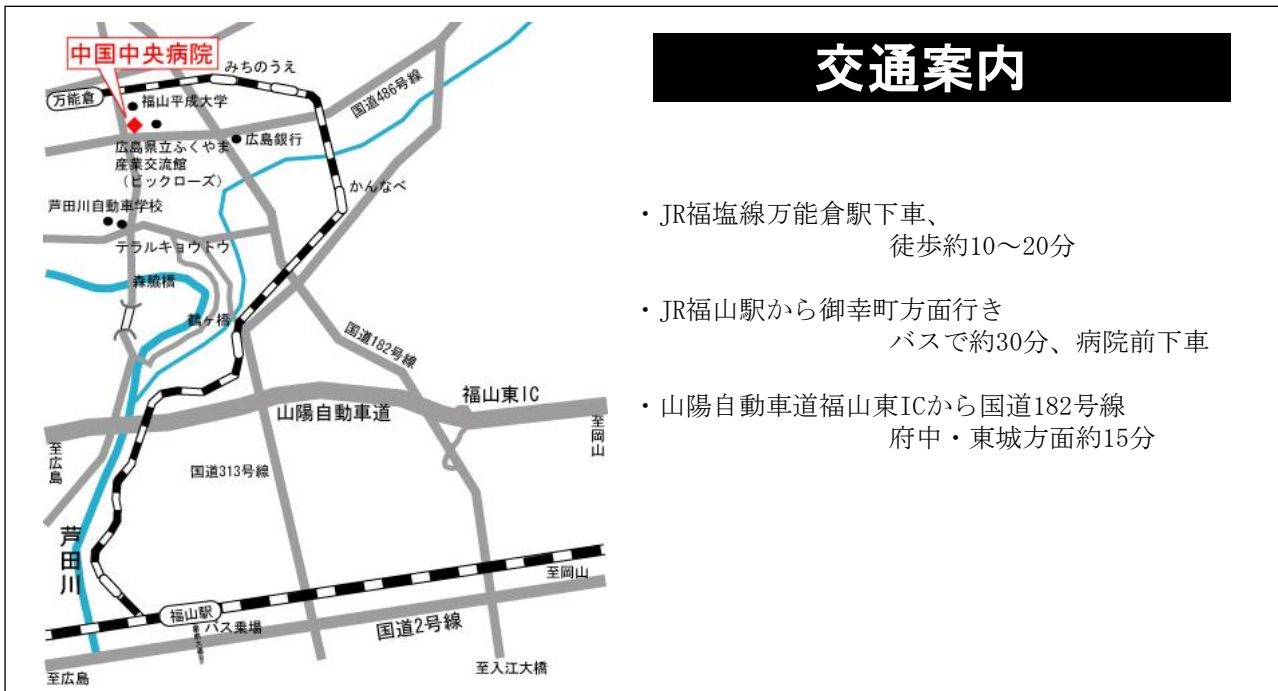 中国中央病院
みちのうえ
万能倉
福山平成大学
国道486号線
広島銀行
広島県立ふくやま
産業交流館
(ビックローズ)
かんなべ
芦田川自動車学校
テラルキョウトウ
森脇橋
鶴ヶ橋
国道182号線
福山東IC
山陽自動車道
至広島
至岡山
国道313号線
芦田川
至岡山
福山駅
バス乗場
国道2号線
至入江大橋
至広島
交通案内
・JR福塩線万能倉駅下車、
徒歩約10～20分
・JR福山駅から御幸町方面行き
バスで約30分、病院前下車
・山陽自動車道福山東ICから国道182号線
府中・東城方面約15分